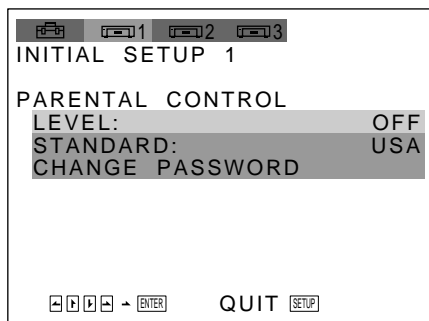 1 2 3
INITIAL SETUP 1
PARENTAL CONTROL
LEVEL: OFF
STANDARD: USA
CHANGE PASSWORD
ENTER QUIT SETUP